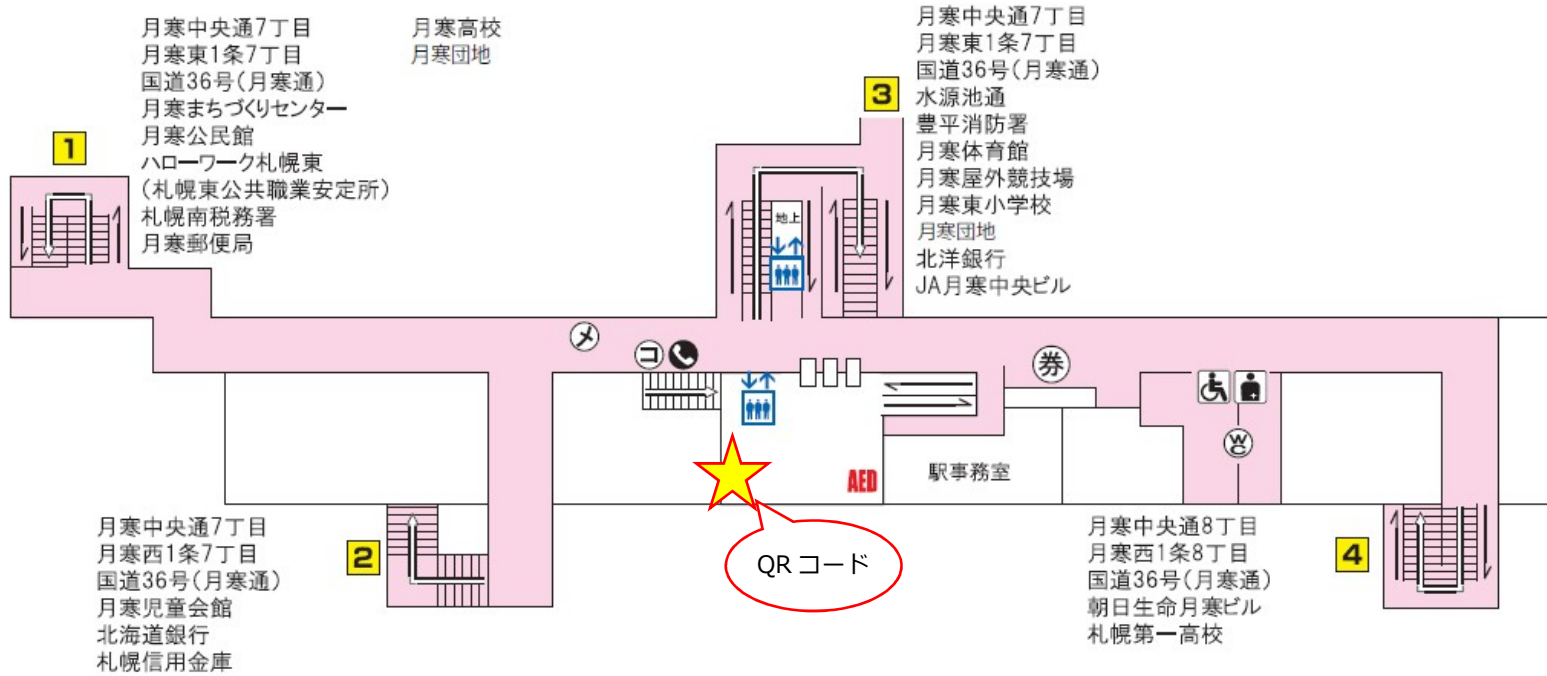 1
月寒中央通7丁目
月寒東1条7丁目
国道36号(月寒通)
月寒まちづくりセンター
月寒公民館
ハローワーク札幌東
(札幌東公共職業安定所)
札幌南税務署
月寒郵便局
月寒高校
月寒団地
3
月寒中央通7丁目
月寒東1条7丁目
国道36号(月寒通)
水源池通
豊平消防署
月寒体育館
月寒屋外競技場
月寒東小学校
月寒団地
北洋銀行
JA月寒中央ビル
地上
メ
コ
券
WC
AED
駅事務室
QRコード
2
月寒中央通7丁目
月寒西1条7丁目
国道36号(月寒通)
月寒児童会館
北海道銀行
札幌信用金庫
月寒中央通8丁目
月寒西1条8丁目
国道36号(月寒通)
朝日生命月寒ビル
札幌第一高校
4